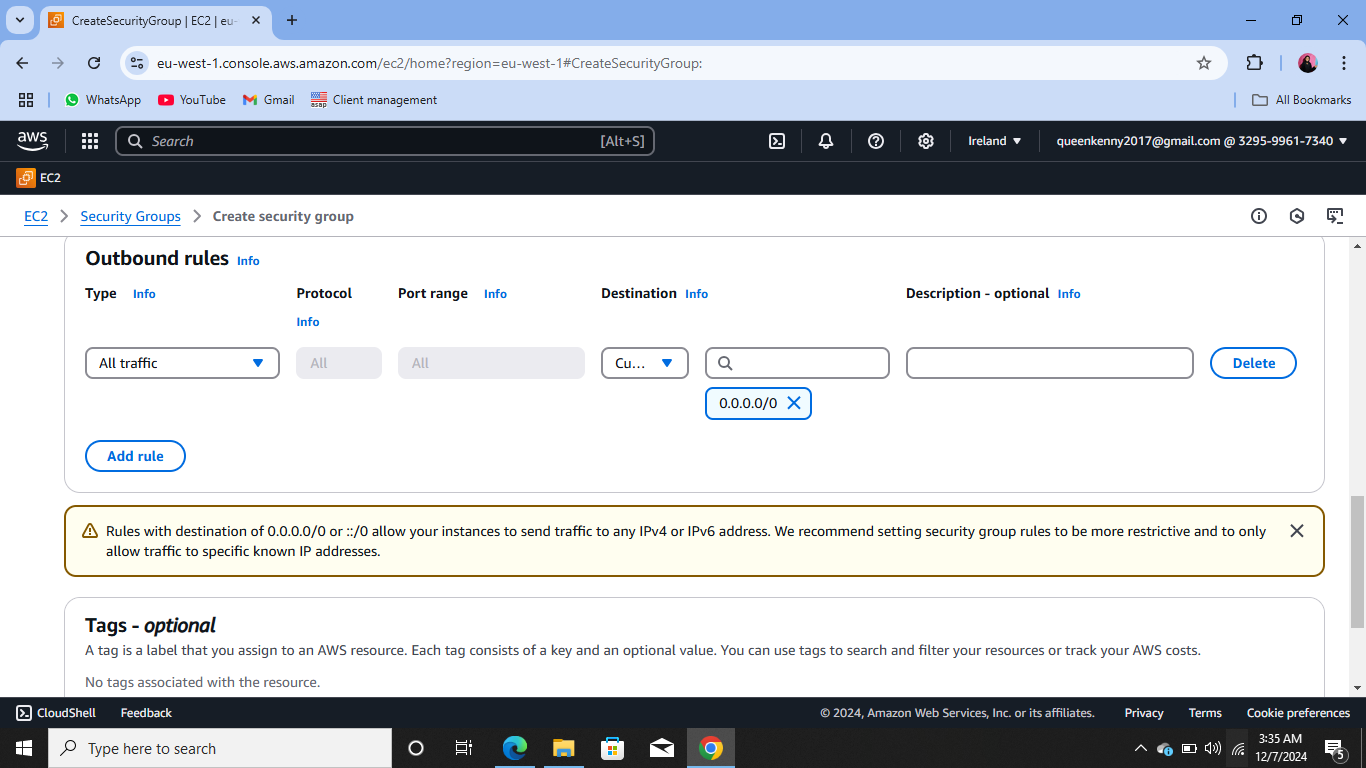 CreateSecurityGroup | EC2 | eu-
eu-west-1.console.aws.amazon.com/ec2/home?region=eu-west-1#CreateSecurityGroup:
WhatsApp YouTube Gmail asap Client management All Bookmarks
aws Search [Alt+S] Ireland queenkenny2017@gmail.com @ 3295-9961-7340
EC2
EC2 Security Groups Create security group
Outbound rules Info
Type Info Protocol Port range Info Destination Info Description - optional Info
Info
All traffic All All Cu... Delete
0.0.0.0/0
Add rule
Rules with destination of 0.0.0.0/0 or ::/0 allow your instances to send traffic to any IPv4 or IPv6 address. We recommend setting security group rules to be more restrictive and to only
allow traffic to specific known IP addresses.
Tags - optional
A tag is a label that you assign to an AWS resource. Each tag consists of a key and an optional value. You can use tags to search and filter your resources or track your AWS costs.
No tags associated with the resource.
CloudShell Feedback © 2024, Amazon Web Services, Inc. or its affiliates. Privacy Terms Cookie preferences
Type here to search 3:35 AM
12/7/2024 5